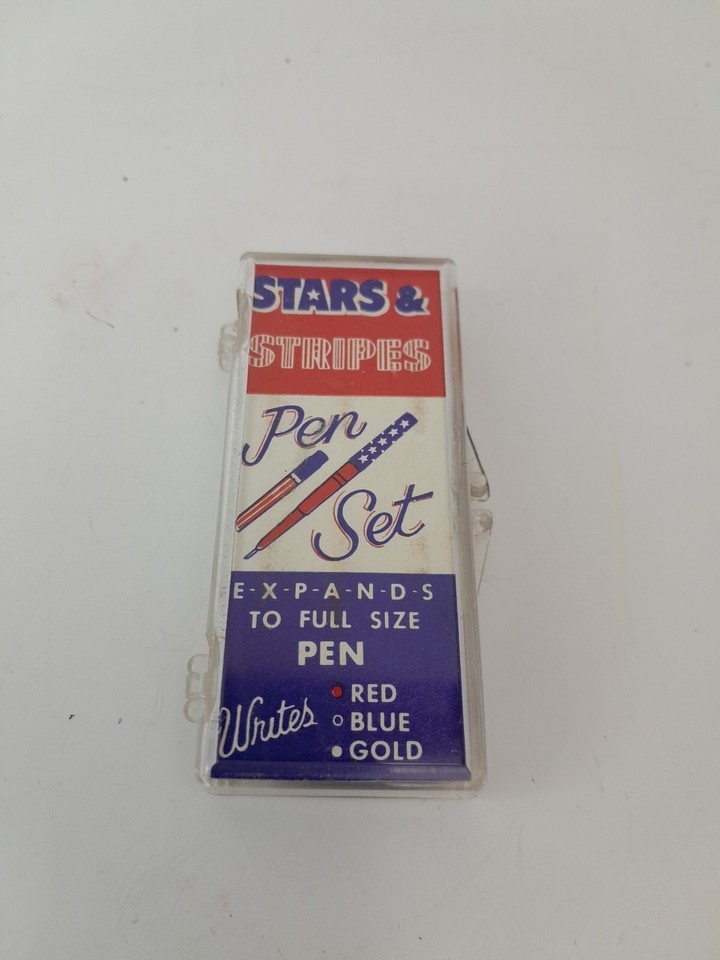 STARS &
STRIPES
Pen
Set
E-X-P-A-N-D-S
TO FULL SIZE
PEN
Writes
RED
BLUE
GOLD